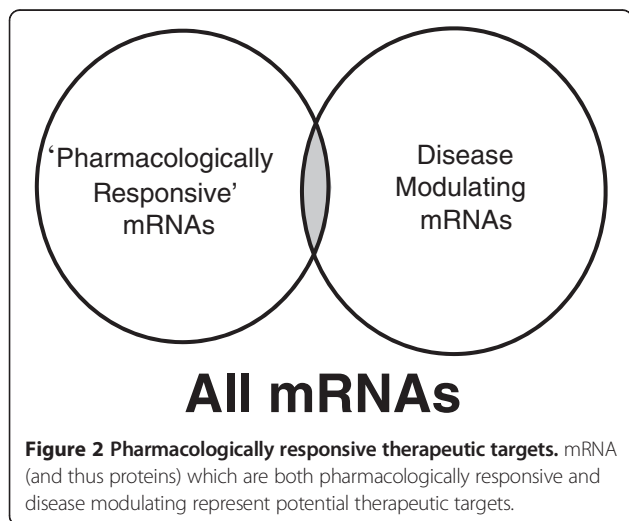 ‘Pharmacologically
Responsive’
mRNAs
Disease
Modulating
mRNAs
All mRNAs
Figure 2 Pharmacologically responsive therapeutic targets. mRNA
(and thus proteins) which are both pharmacologically responsive and
disease modulating represent potential therapeutic targets.